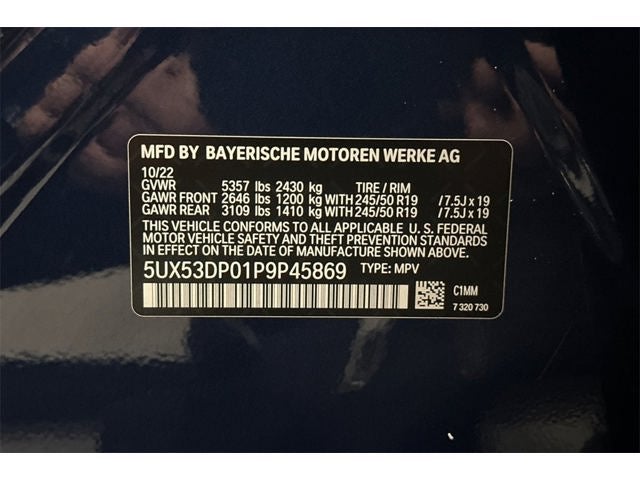 MFD BY BAYERISCHE MOTOREN WERKE AG
10/22
GVWR 5357 lbs 2430 kg TIRE / RIM
GAWR FRONT 2646 lbs 1200 kg WITH 245/50 R19 /7.5J x 19
GAWR REAR 3109 lbs 1410 kg WITH 245/50 R19 /7.5J x 19
THIS VEHICLE CONFORMS TO ALL APPLICABLE U. S. FEDERAL
MOTOR VEHICLE SAFETY, BUMPER, AND THEFT PREVENTION
STANDARDS IN EFFECT ON THE DATE OF MANUFACTURE SHOWN ABOVE.
5UX53DP01P9P45869 TYPE: MPV
C1MM
7 320 730